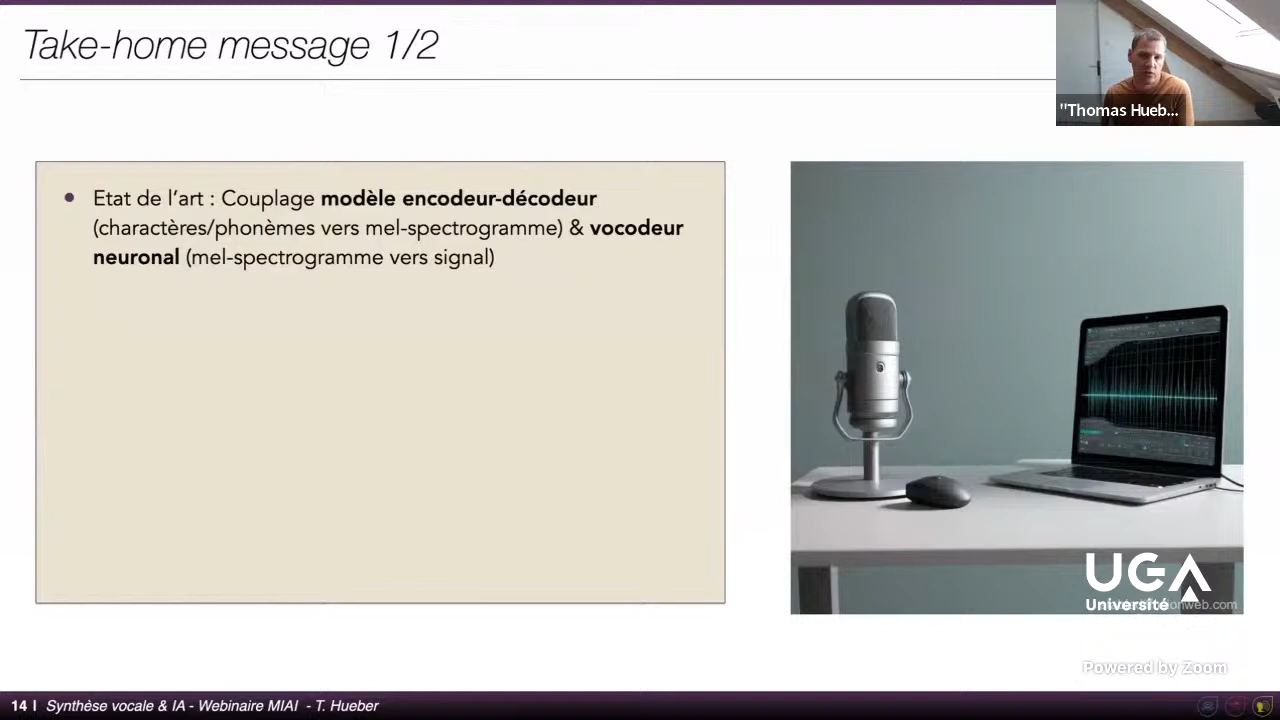 Take-home message 1/2
"Thomas Hueb...
• Etat de l'art : Couplage modèle encodeur-décodeur
(charactères/phonèmes vers mel-spectrogramme) & vocodeur
neuronal (mel-spectrogramme vers signal)
UGA
Université
Powered by Zoom
14 I Synthèse vocale & IA - Webinaire MIAI - T. Hueber